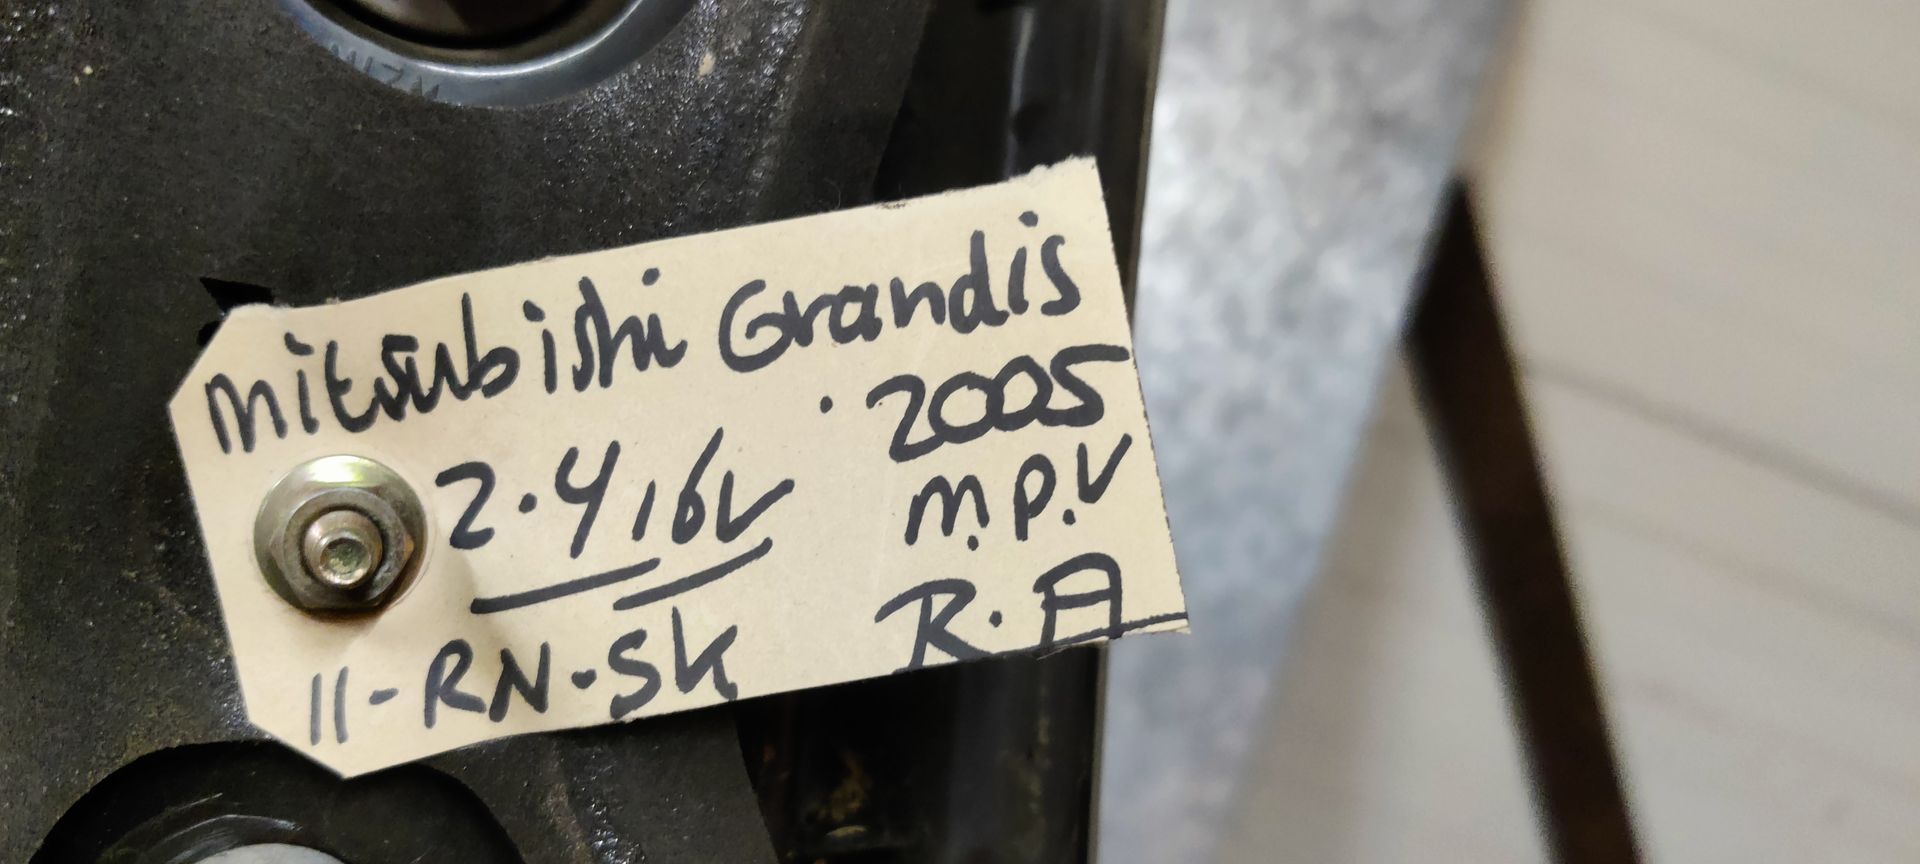 mitsubishi Grandis
2.4 16V 2005
M.P.V
11-RN-SK R.A